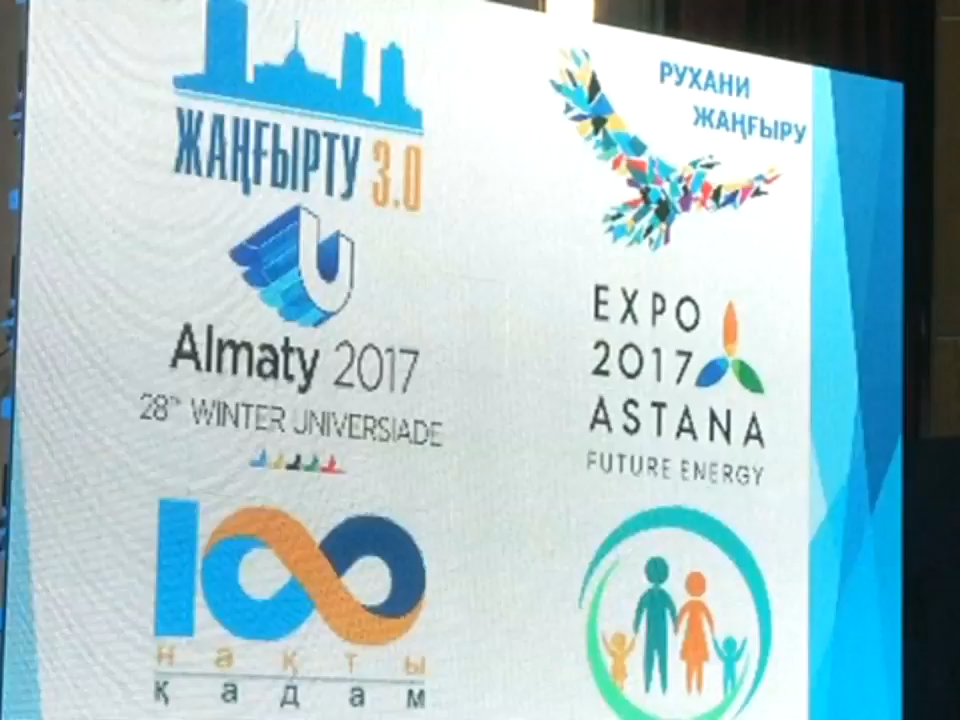 ЖАҢҒЫРТУ 3.0
РУХАНИ
ЖАҢҒЫРУ
Almaty 2017
28TH WINTER UNIVERSIADE
EXPO
2017
ASTANA
FUTURE ENERGY
100
нақты
қадам